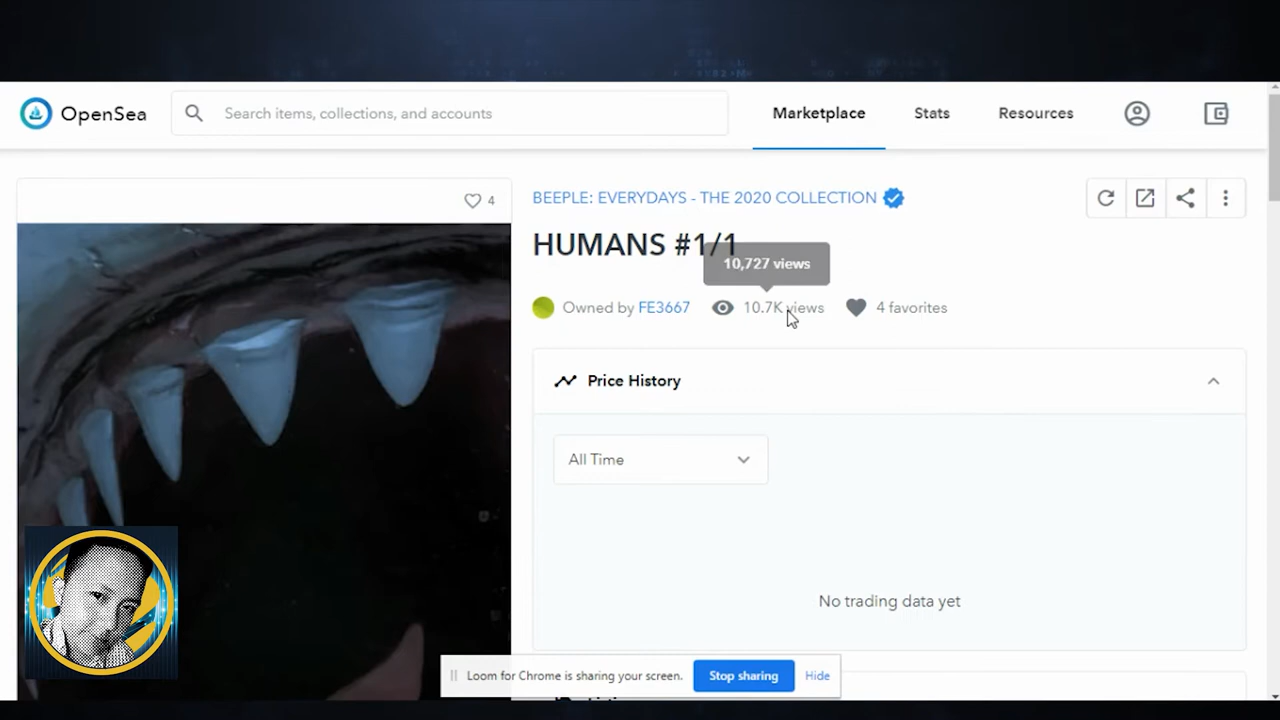 OpenSea
Search items, collections, and accounts
Marketplace
Stats
Resources
4
BEEPLE: EVERYDAYS - THE 2020 COLLECTION
HUMANS #1/1
10,727 views
Owned by FE3667
10.7K views
4 favorites
Price History
All Time
No trading data yet
Loom for Chrome is sharing your screen.
Stop sharing
Hide